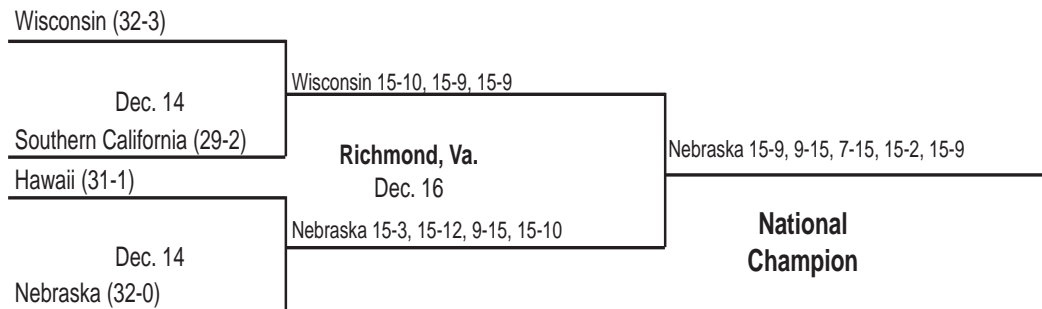 Wisconsin (32-3)
Wisconsin 15-10, 15-9, 15-9
Dec. 14
Southern California (29-2)
Richmond, Va.
Dec. 16
Nebraska 15-9, 9-15, 7-15, 15-2, 15-9
Hawaii (31-1)
Nebraska 15-3, 15-12, 9-15, 15-10
National
Champion
Dec. 14
Nebraska (32-0)